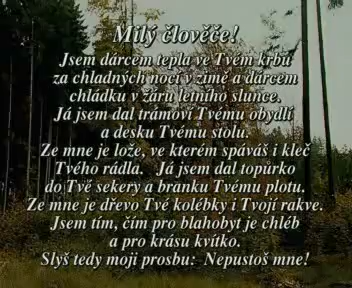 Milý člověče!
Jsem dárcem tepla ve Tvém krbu
za chladných nocí v zimě a dárcem
chládku v žáru letního slunce.
Já jsem dal trámoví Tvému obydlí
a desku Tvému stolu.
Ze mne je lože, ve kterém spáváš i kleč
Tvého rádla. Já jsem dal topůrko
do Tvé sekery a branku Tvému plotu.
Ze mne je dřevo Tvé kolébky i Tvojí rakve.
Jsem tím, čím pro blahobyt je chléb
a pro krásu kvítko.
Slyš tedy moji prosbu: Nepustoš mne!